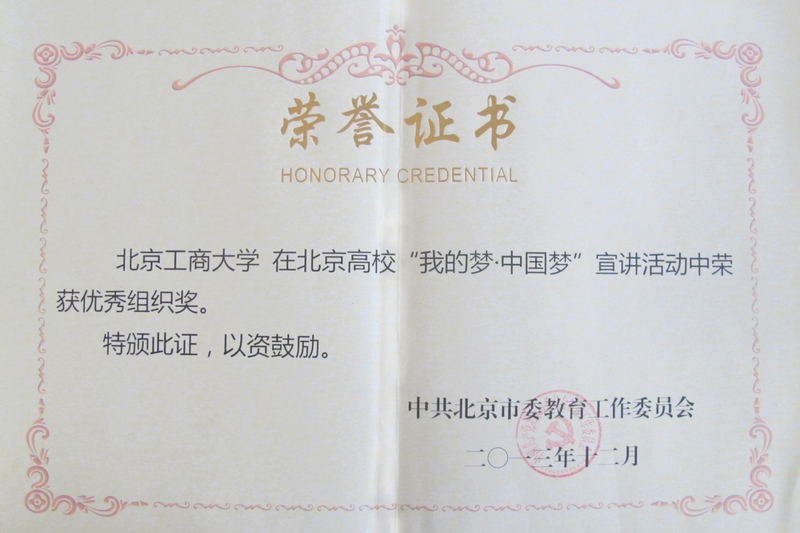 荣誉证书
HONORARY CREDENTIAL
北京工商大学 在北京高校“我的梦·中国梦”宣讲活动中荣
获优秀组织奖。
特颁此证，以资鼓励。
中共北京市委教育工作委员会
二〇一三年十二月